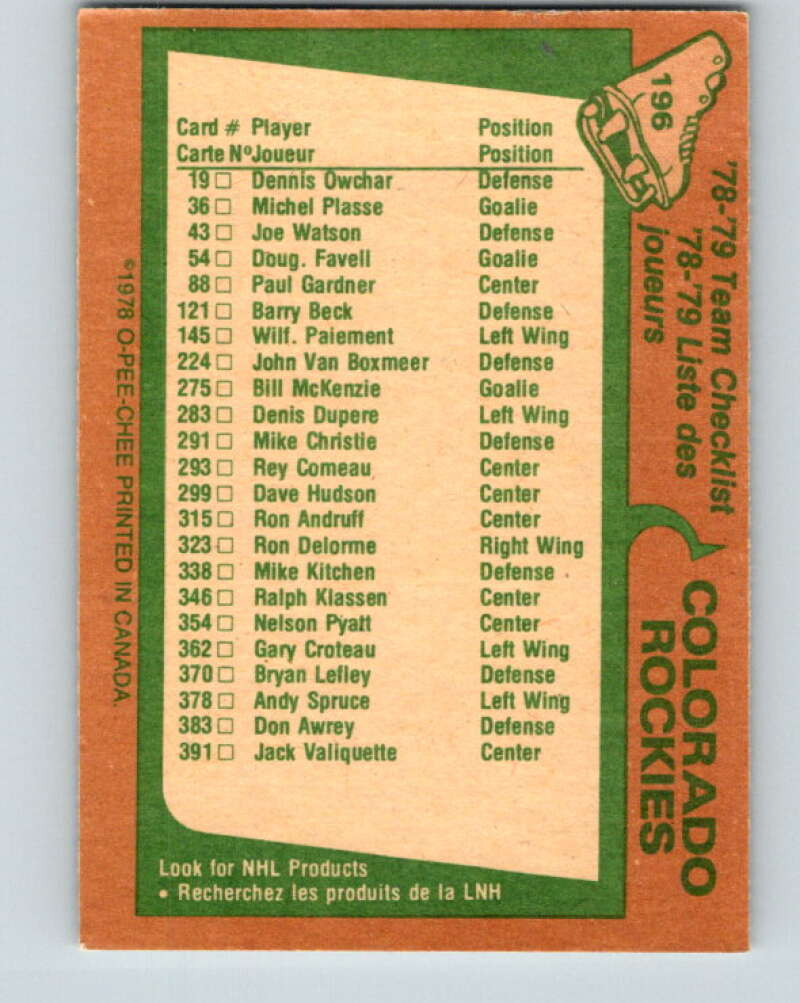 196
'78-'79 Team Checklist
'78-'79 Liste des
joueurs
COLORADO
ROCKIES
Card # Player Position
Carte Nº Joueur Position
19 □ Dennis Owchar Defense
36 □ Michel Plasse Goalie
43 □ Joe Watson Defense
54 □ Doug. Favell Goalie
88 □ Paul Gardner Center
121 □ Barry Beck Defense
145 □ Wilf. Paiement Left Wing
224 □ John Van Boxmeer Defense
275 □ Bill McKenzie Goalie
283 □ Denis Dupere Left Wing
291 □ Mike Christie Defense
293 □ Rey Comeau Center
299 □ Dave Hudson Center
315 □ Ron Andruff Center
323 □ Ron Delorme Right Wing
338 □ Mike Kitchen Defense
346 □ Ralph Klassen Center
354 □ Nelson Pyatt Center
362 □ Gary Croteau Left Wing
370 □ Bryan Lefley Defense
378 □ Andy Spruce Left Wing
383 □ Don Awrey Defense
391 □ Jack Valiquette Center
Look for NHL Products
• Recherchez les produits de la LNH
©1978 O-PEE-CHEE PRINTED IN CANADA.